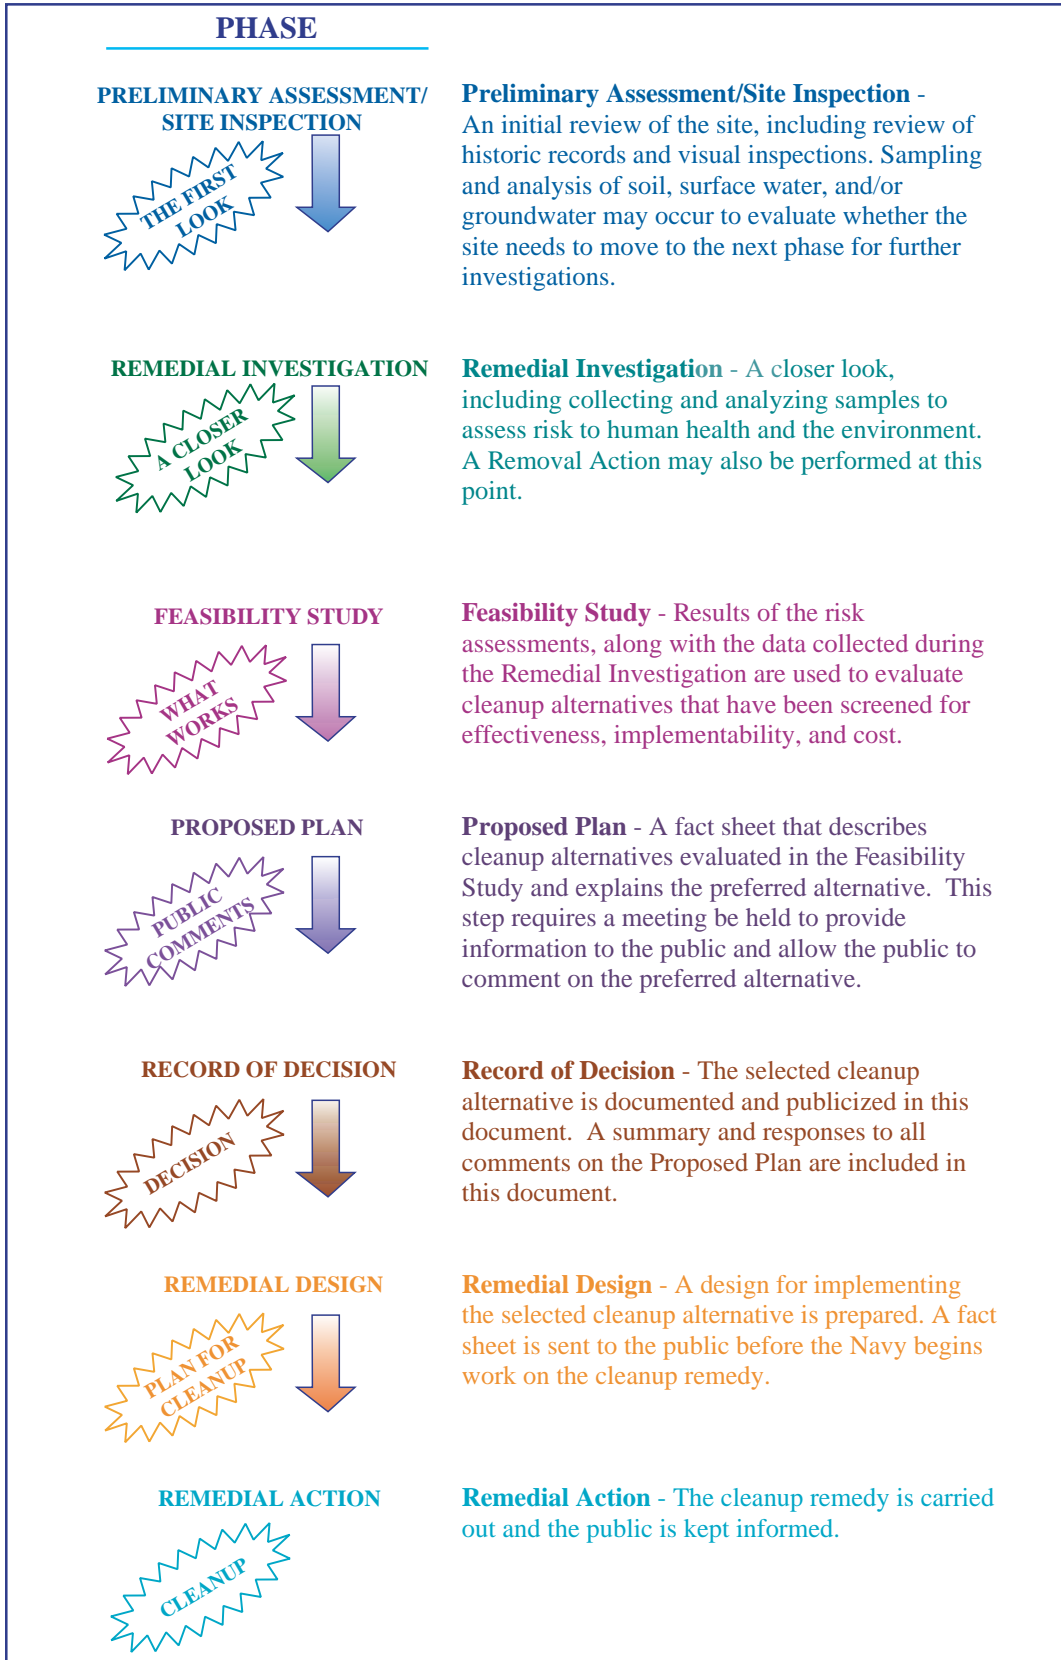 PHASE
PRELIMINARY ASSESSMENT/
SITE INSPECTION
THE FIRST
LOOK
Preliminary Assessment/Site Inspection -
An initial review of the site, including review of
historic records and visual inspections. Sampling
and analysis of soil, surface water, and/or
groundwater may occur to evaluate whether the
site needs to move to the next phase for further
investigations.
REMEDIAL INVESTIGATION
A CLOSER
LOOK
Remedial Investigation - A closer look,
including collecting and analyzing samples to
assess risk to human health and the environment.
A Removal Action may also be performed at this
point.
FEASIBILITY STUDY
WHAT
WORKS
Feasibility Study - Results of the risk
assessments, along with the data collected during
the Remedial Investigation are used to evaluate
cleanup alternatives that have been screened for
effectiveness, implementability, and cost.
PROPOSED PLAN
PUBLIC
COMMENTS
Proposed Plan - A fact sheet that describes
cleanup alternatives evaluated in the Feasibility
Study and explains the preferred alternative.  This
step requires a meeting be held to provide
information to the public and allow the public to
comment on the preferred alternative.
RECORD OF DECISION
DECISION
Record of Decision - The selected cleanup
alternative is documented and publicized in this
document.  A summary and responses to all
comments on the Proposed Plan are included in
this document.
REMEDIAL DESIGN
PLAN FOR
CLEANUP
Remedial Design - A design for implementing
the selected cleanup alternative is prepared. A fact
sheet is sent to the public before the Navy begins
work on the cleanup remedy.
REMEDIAL ACTION
CLEANUP
Remedial Action - The cleanup remedy is carried
out and the public is kept informed.